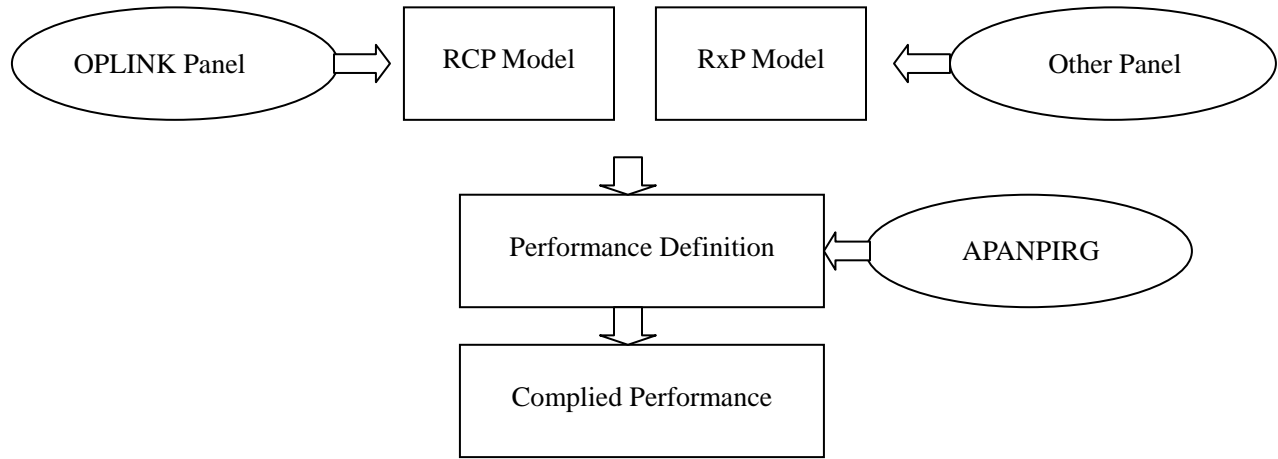 OPLINK Panel
RCP Model
RxP Model
Other Panel
Performance Definition
APANPIRG
Complied Performance